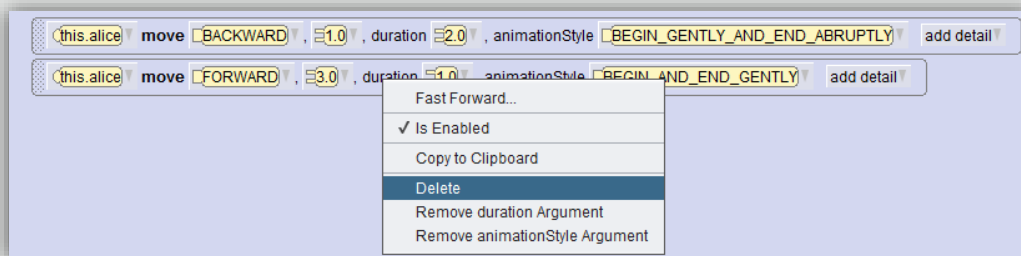 this.alice move BACKWARD , 1.0 , duration 2.0 , animationStyle BEGIN_GENTLY_AND_END_ABRUPTLY add detail
this.alice move FORWARD , 3.0 , duration 1.0 , animationStyle BEGIN_AND_END_GENTLY add detail
Fast Forward...
✓ Is Enabled
Copy to Clipboard
Delete
Remove duration Argument
Remove animationStyle Argument